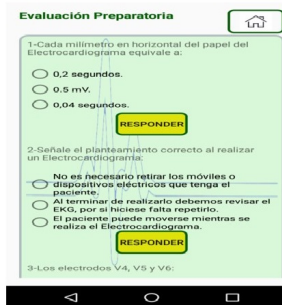 Evaluación Preparatoria
1-Cada milímetro en horizontal del papel del
Electrocardiograma equivale a:
0,2 segundos.
0.5 mV.
0,04 segundos.
RESPONDER
2-Señale el planteamiento correcto al realizar
un Electrocardiograma:
No es necesario retirar los móviles o
dispositivos eléctricos que tenga el
paciente.
Al terminar de realizarlo debemos revisar el
EKG, por si hiciese falta repetirlo.
El paciente puede moverse mientras se
realiza el Electrocardiograma.
RESPONDER
3-Los electrodos V4, V5 y V6: